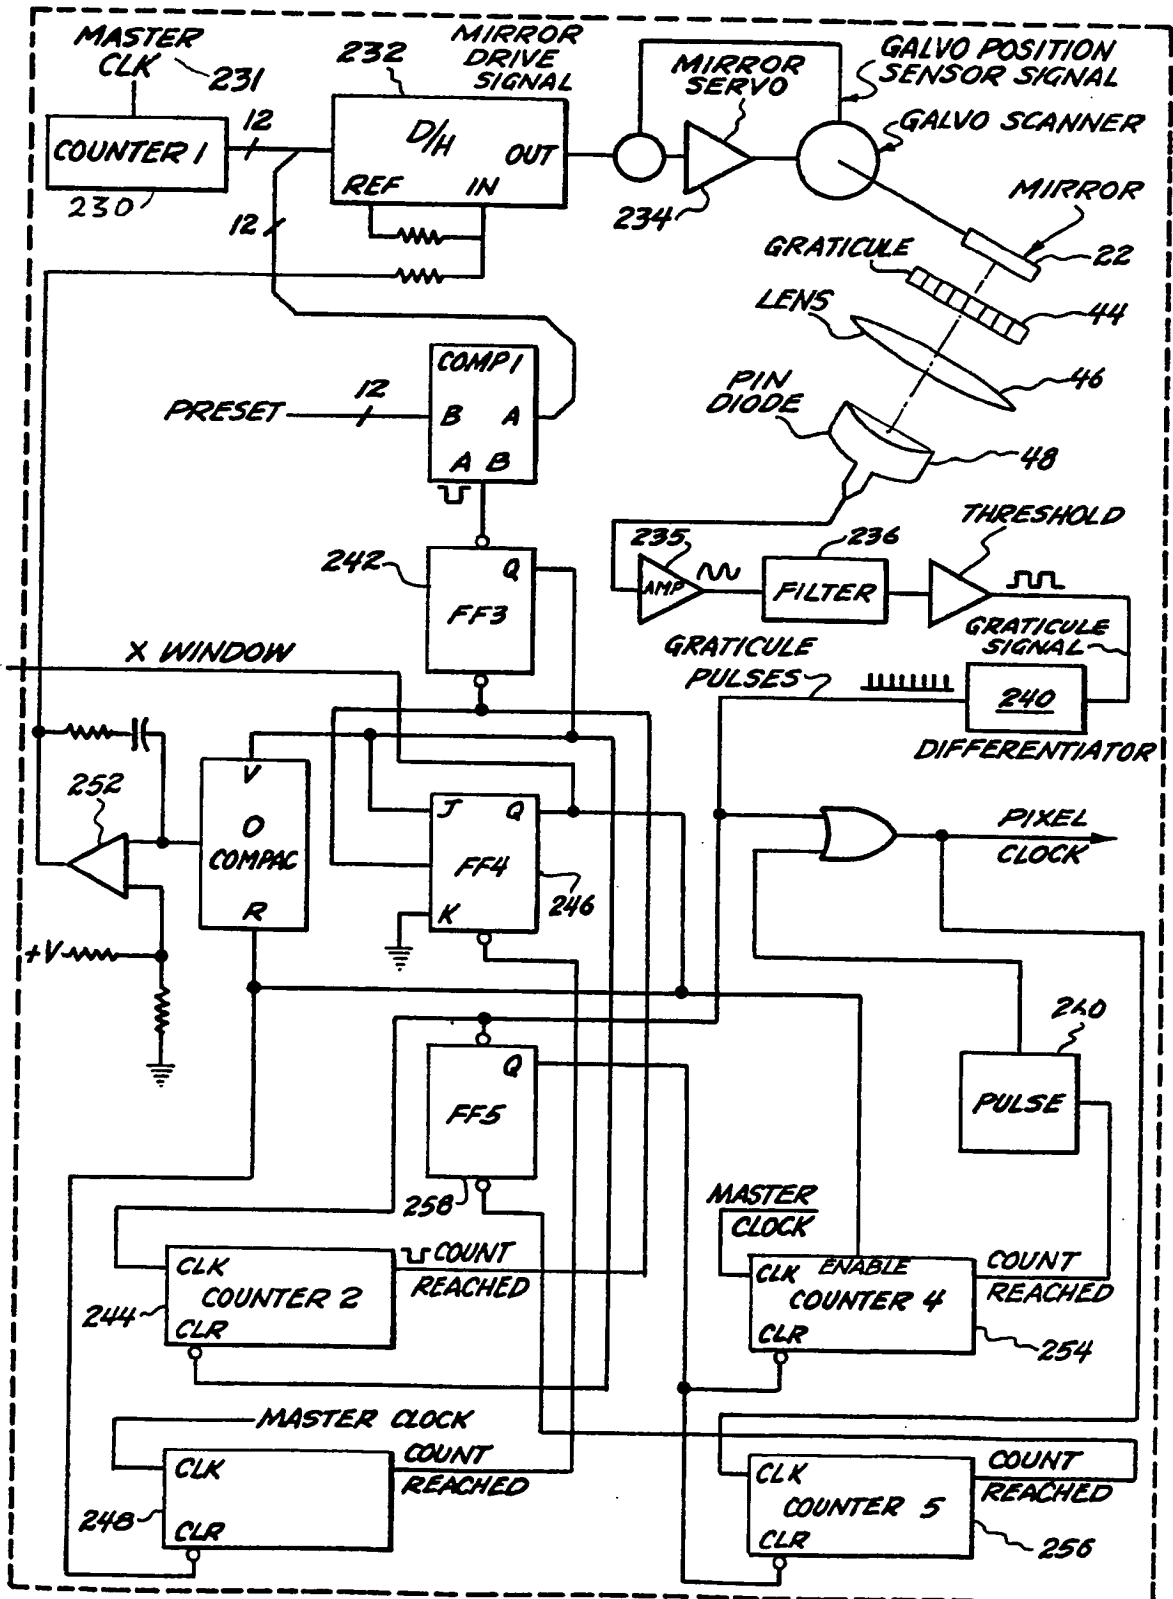 MASTER
CLK
231
COUNTER 1
230
12
12
232
MIRROR
DRIVE
SIGNAL
D/H
OUT
REF
IN
MIRROR
SERVO
234
GALVO POSITION
SENSOR SIGNAL
GALVO SCANNER
MIRROR
22
GRATICULE
44
LENS
46
PIN
DIODE
48
COMP 1
B
A
A B
PRESET
12
242
Q
FF3
235
AMP
236
FILTER
THRESHOLD
GRATICULE
SIGNAL
GRATICULE
PULSES
240
DIFFERENTIATOR
X WINDOW
252
V
O
COMPAC
R
+V
J
Q
FF4
K
246
PIXEL
CLOCK
260
PULSE
Q
FF5
258
MASTER
CLOCK
CLK
COUNTER 2
CLR
244
COUNT
REACHED
CLK
ENABLE
COUNTER 4
CLR
COUNT
REACHED
254
MASTER CLOCK
CLK
CLR
248
COUNT
REACHED
CLK
COUNTER 5
CLR
COUNT
REACHED
256